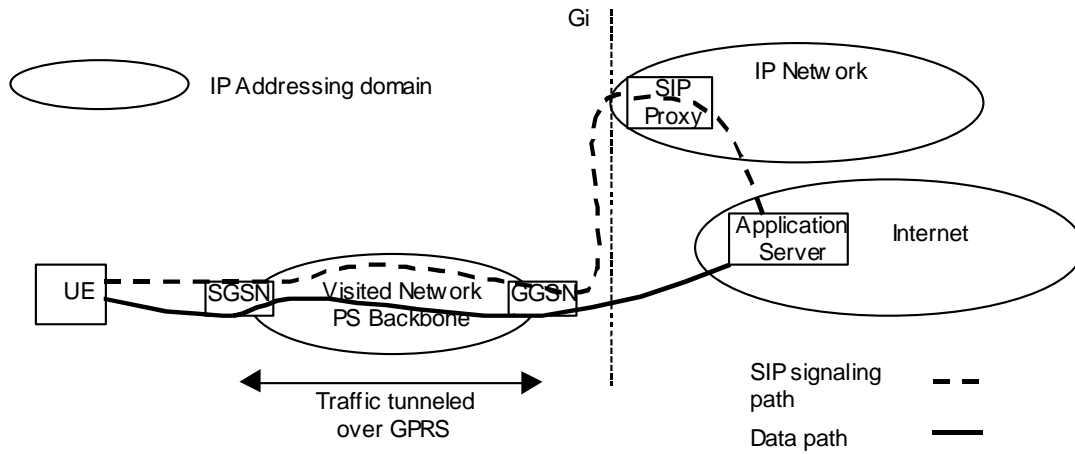 Gi
IP Addressing domain
IP Network
SIP
Proxy
Application
Server
Internet
UE
SGSN
Visited Network
PS Backbone
GGSN
Traffic tunneled
over GPRS
SIP signaling
path
Data path